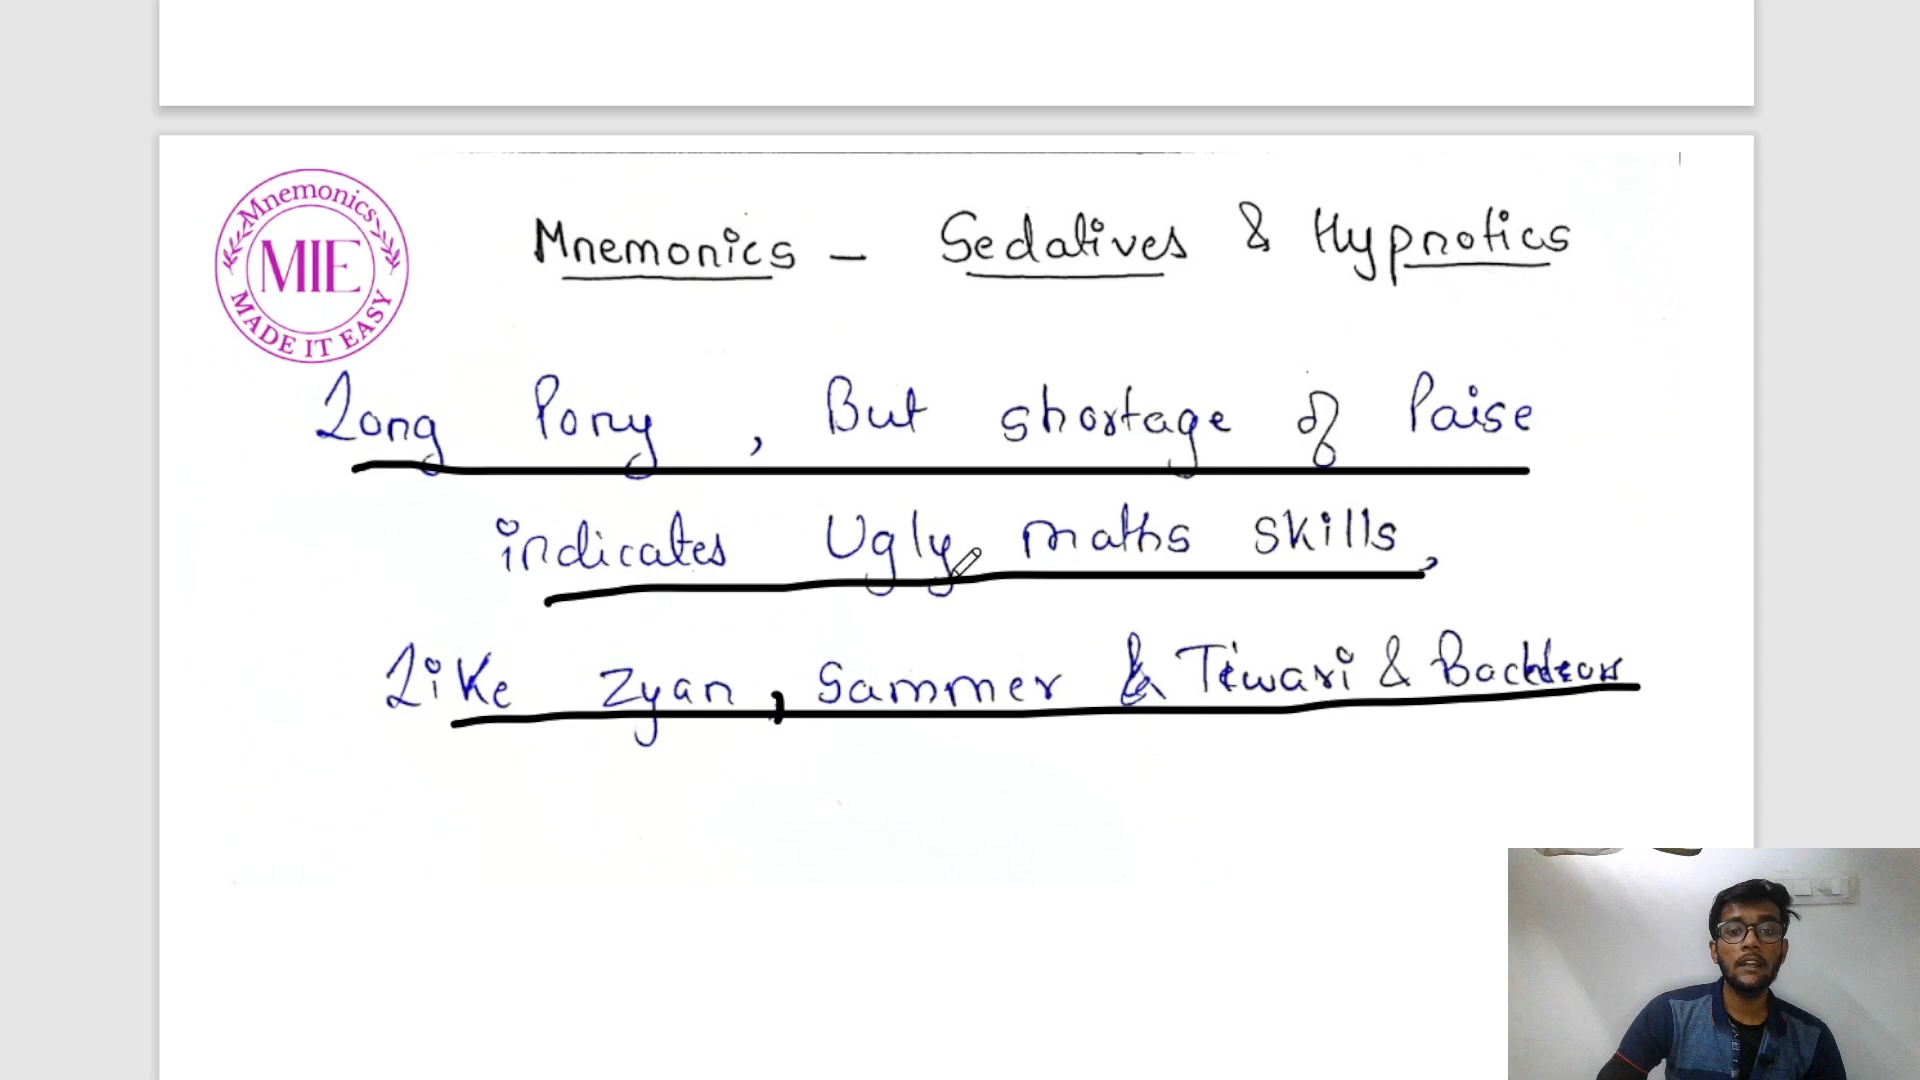 Mnemonics
MIE
MADE IT EASY
Mnemonics - Sedatives & Hypnotics
Long Pony, But shortage of Paise
indicates Ugly maths skills,
Like Zyan, Sammer & Tiwari &